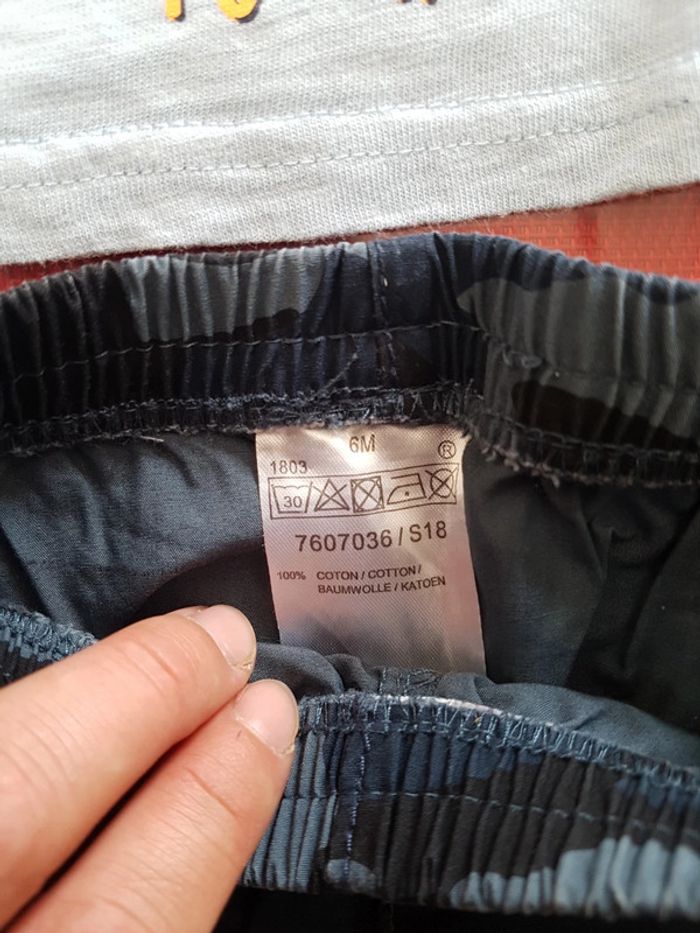 6M
1803 ®
30
7607036/S18
100% COTON/COTTON/
BAUMWOLLE/KATOEN